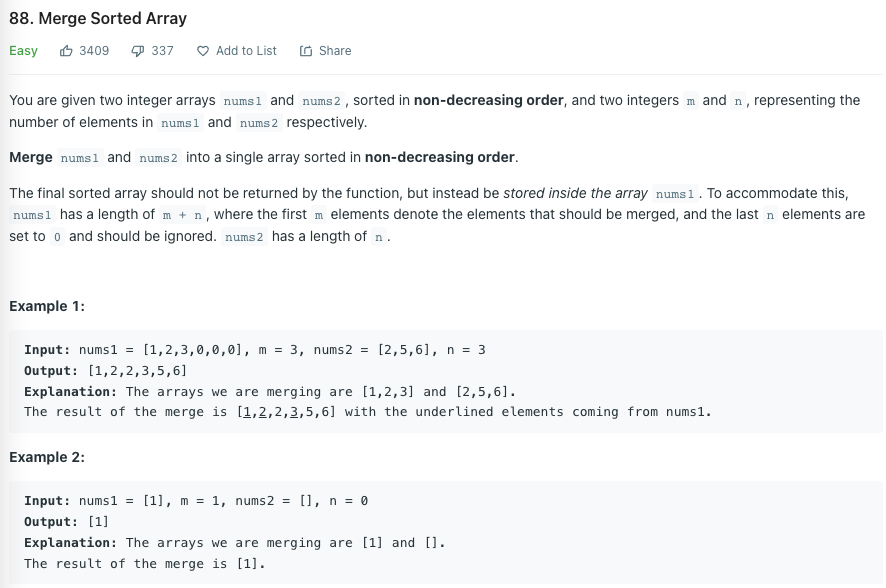 88. Merge Sorted Array
Easy 3409 337 Add to List Share
You are given two integer arrays nums1 and nums2, sorted in non-decreasing order, and two integers m and n, representing the
number of elements in nums1 and nums2 respectively.
Merge nums1 and nums2 into a single array sorted in non-decreasing order.
The final sorted array should not be returned by the function, but instead be stored inside the array nums1. To accommodate this,
nums1 has a length of m + n, where the first m elements denote the elements that should be merged, and the last n elements are
set to 0 and should be ignored. nums2 has a length of n.
Example 1:
Input: nums1 = [1,2,3,0,0,0], m = 3, nums2 = [2,5,6], n = 3
Output: [1,2,2,3,5,6]
Explanation: The arrays we are merging are [1,2,3] and [2,5,6].
The result of the merge is [1,2,2,3,5,6] with the underlined elements coming from nums1.
Example 2:
Input: nums1 = [1], m = 1, nums2 = [], n = 0
Output: [1]
Explanation: The arrays we are merging are [1] and [].
The result of the merge is [1].